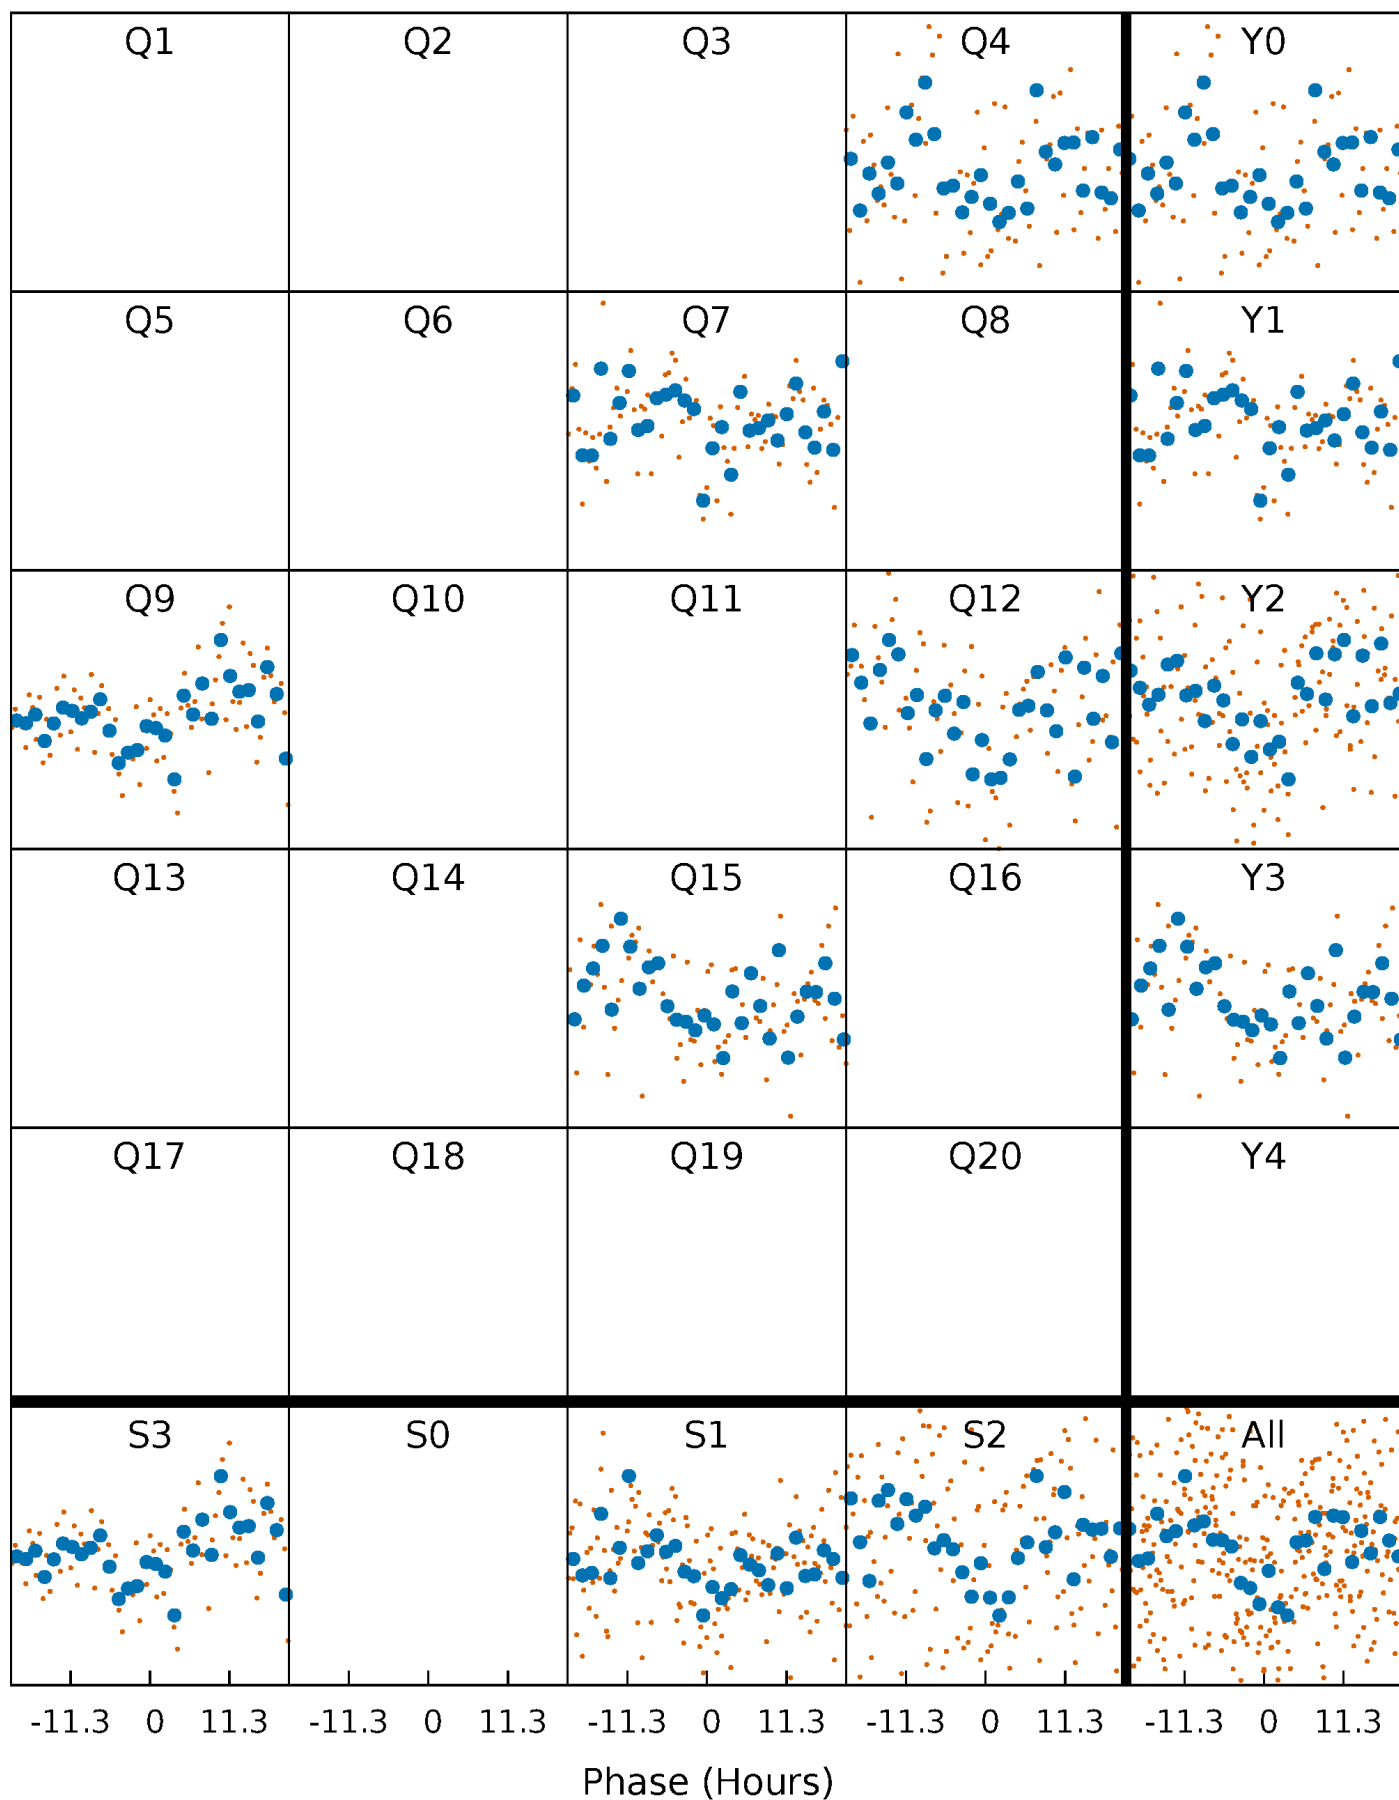 Q1 Q2 Q3 Q4 Y0
Q5 Q6 Q7 Q8 Y1
Q9 Q10 Q11 Q12 Y2
Q13 Q14 Q15 Q16 Y3
Q17 Q18 Q19 Q20 Y4
S3 S0 S1 S2 All
-11.3 0 11.3 -11.3 0 11.3 -11.3 0 11.3 -11.3 0 11.3 -11.3 0 11.3
Phase (Hours)